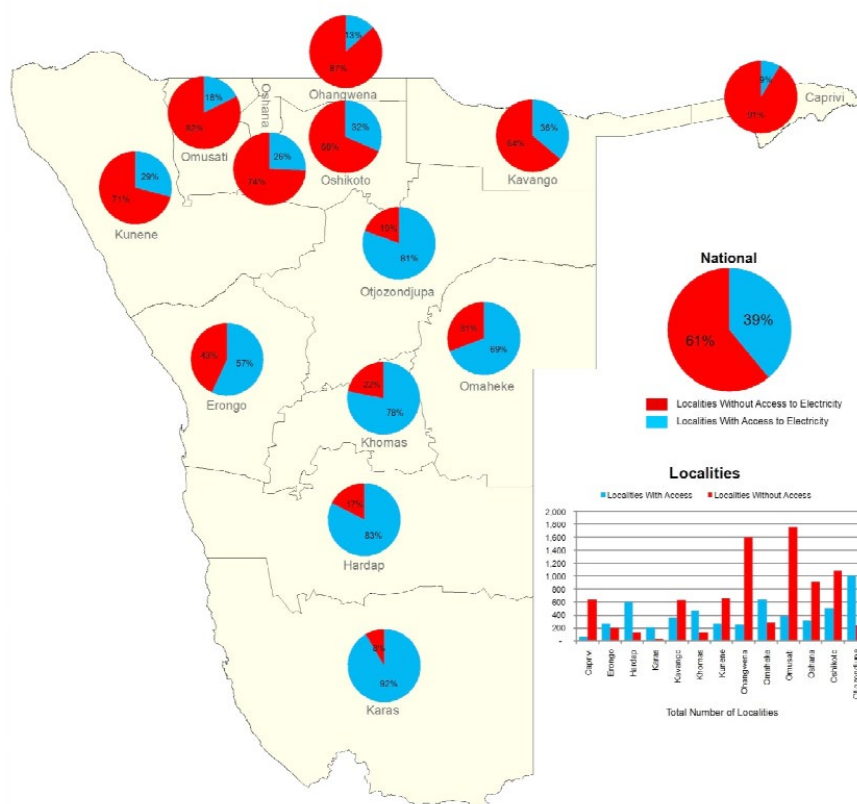 13%
87%
Ohangwena
9%
91%
Caprivi
18%
82%
Omusati
Oshana
26%
74%
32%
68%
Oshikoto
36%
64%
Kavango
29%
71%
Kunene
19%
81%
Otjozondjupa
National
39%
61%
Localities Without Access to Electricity
Localities With Access to Electricity
43%
57%
Erongo
31%
69%
Omaheke
22%
78%
Khomas
17%
83%
Hardap
8%
92%
Karas
Localities
Localities With Access
Localities Without Access
2,000
1,800
1,600
1,400
1,200
1,000
800
600
400
200
-
Caprivi
Erongo
Hardap
Karas
Kavango
Khomas
Kunene
Ohangwena
Omaheke
Omusati
Oshana
Oshikoto
Total Number of Localities